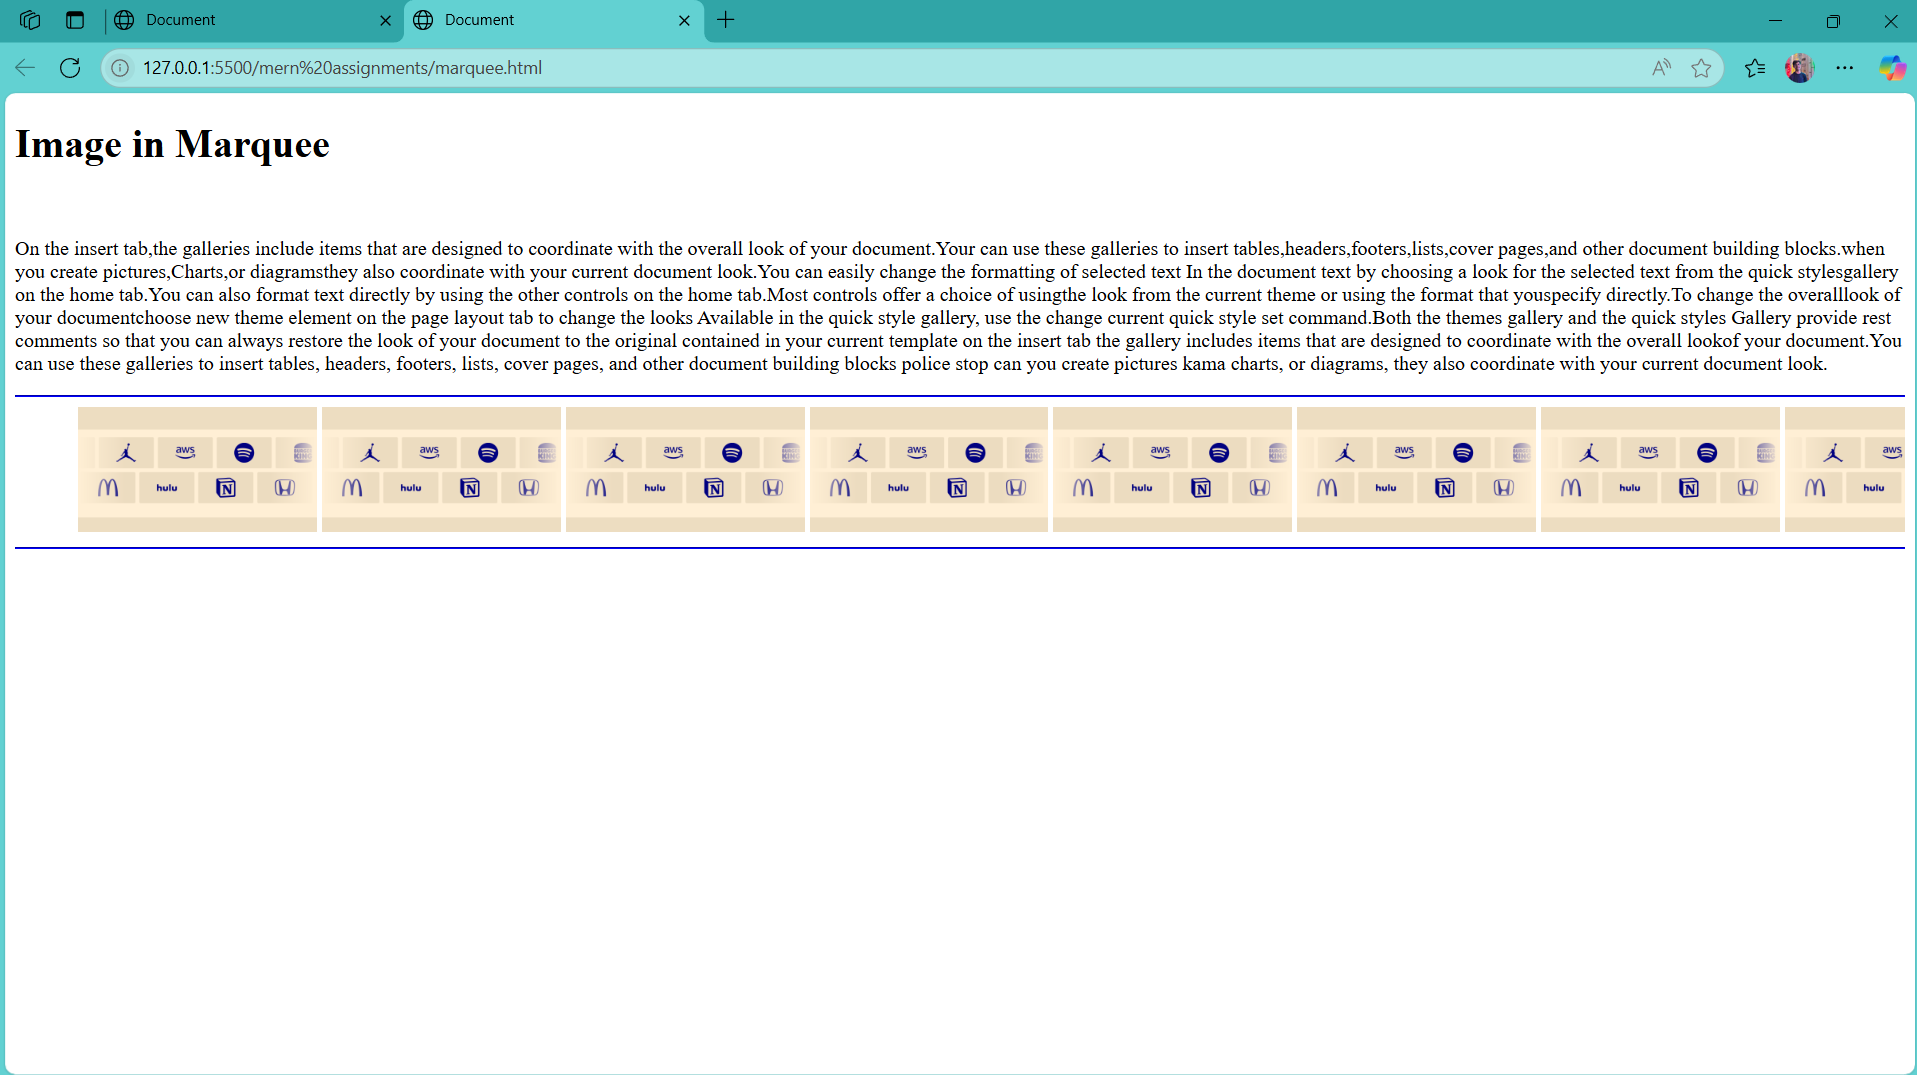 Document
Document
127.0.0.1:5500/mern%20assignments/marquee.html
Image in Marquee
On the insert tab,the galleries include items that are designed to coordinate with the overall look of your document.Your can use these galleries to insert tables,headers,footers,lists,cover pages,and other document building blocks.when
you create pictures,Charts,or diagramsthey also coordinate with your current document look.You can easily change the formatting of selected text In the document text by choosing a look for the selected text from the quick stylesgallery
on the home tab.You can also format text directly by using the other controls on the home tab.Most controls offer a choice of usingthe look from the current theme or using the format that youspecify directly.To change the overalllook of
your documentchoose new theme element on the page layout tab to change the looks Available in the quick style gallery, use the change current quick style set command.Both the themes gallery and the quick styles Gallery provide rest
comments so that you can always restore the look of your document to the original contained in your current template on the insert tab the gallery includes items that are designed to coordinate with the overall lookof your document.You
can use these galleries to insert tables, headers, footers, lists, cover pages, and other document building blocks police stop can you create pictures kama charts, or diagrams, they also coordinate with your current document look.
aws KING aws KING aws KING aws KING aws KING aws KING aws KING aws
hulu N hulu N hulu N hulu N hulu N hulu N hulu N hulu